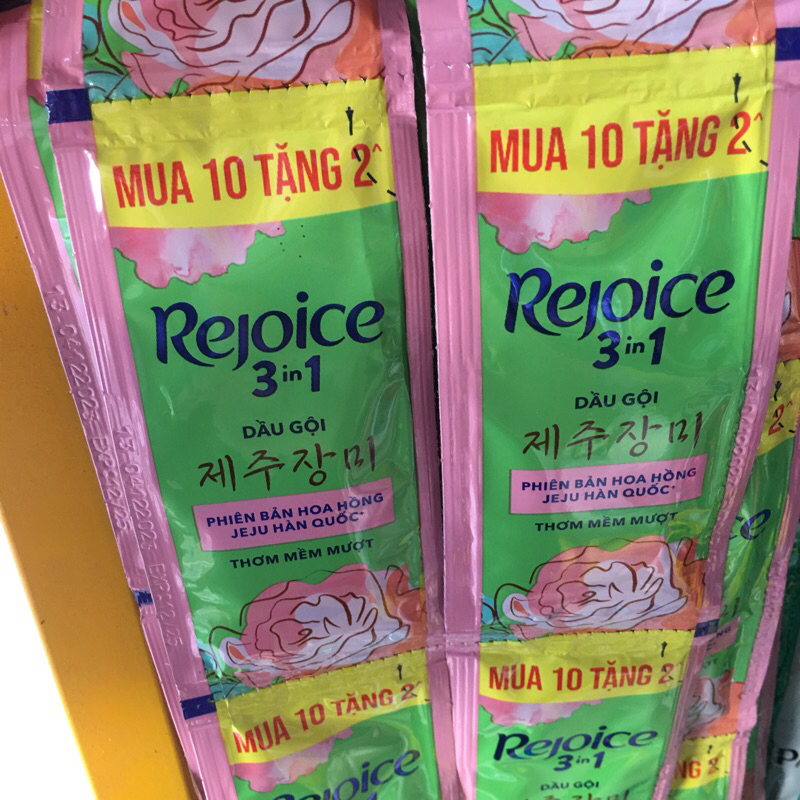 MUA 10 TẶNG 2
Rejoice
3in1
DẦU GỘI
제주장미
PHIÊN BẢN HOA HỒNG
JEJU HÀN QUỐC*
THƠM MỀM MƯỢT
MUA 10 TẶNG 2
Rejoice
3in1
DẦU GỘI
제주장미
PHIÊN BẢN HOA HỒNG
JEJU HÀN QUỐC*
THƠM MỀM MƯỢT
MUA 10 TẶNG 2
Rejoice
MUA 10 TẶNG 2
Rejoice
3in1
DẦU GỘI